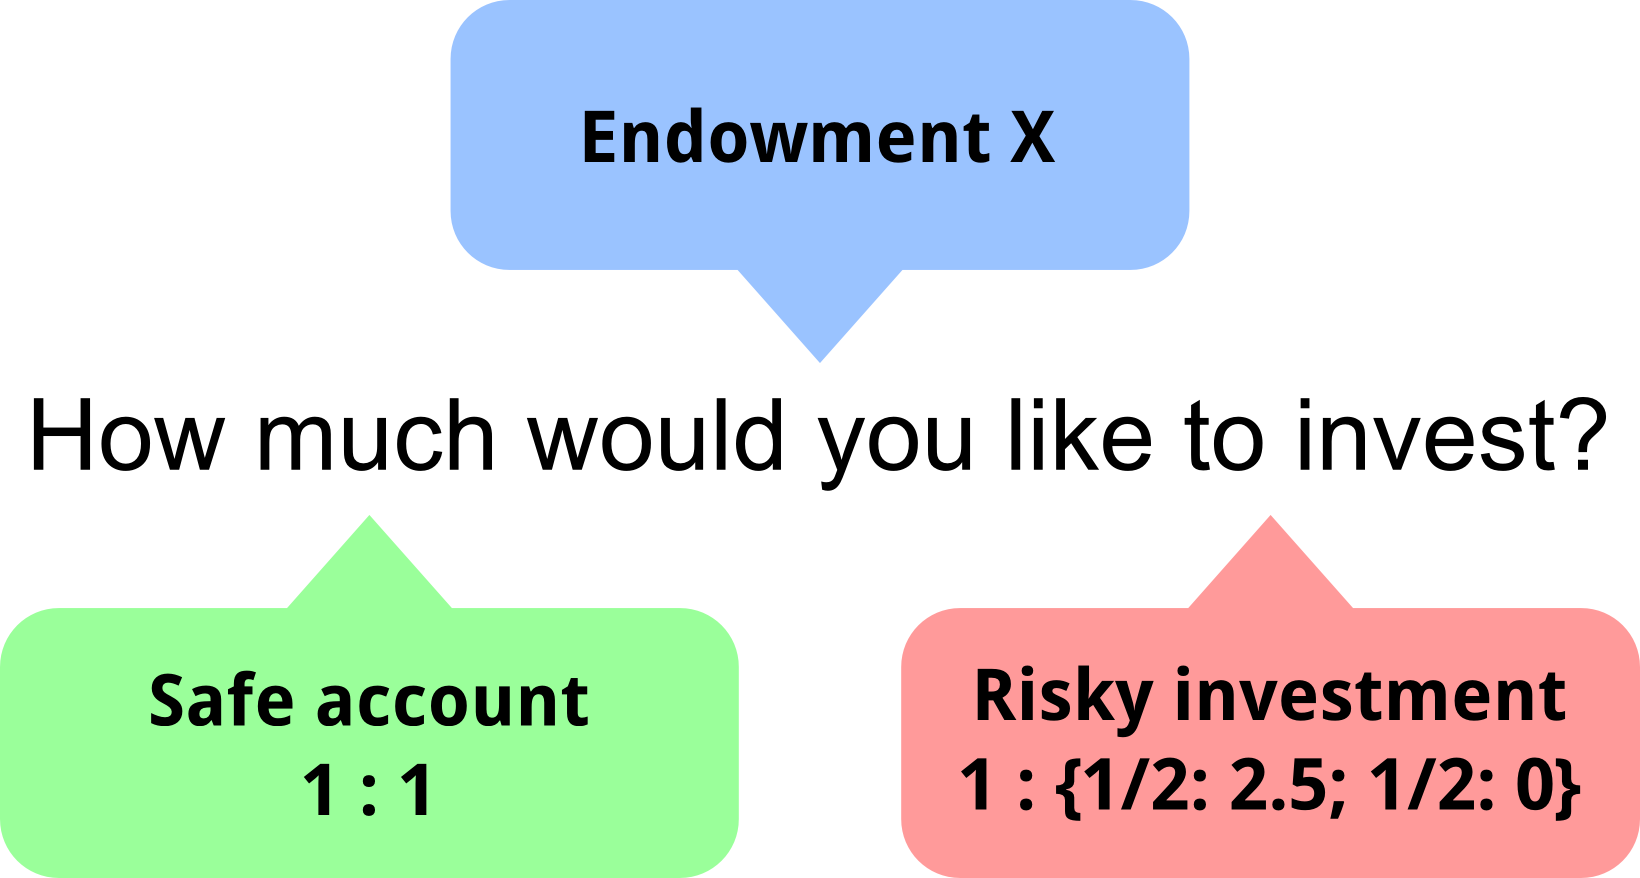 Endowment X
How much would you like to invest?
Safe account
1 : 1
Risky investment
1 : {1/2: 2.5; 1/2: 0}